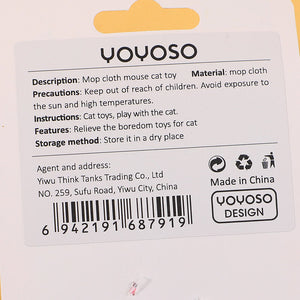 YOYOSO
Description: Mop cloth mouse cat toy Material: mop cloth
Precautions: Keep out of reach of children. Avoid exposure to
the sun and high temperatures.
Instructions: Cat toys, play with the cat.
Features: Relieve the boredom toys for cat
Storage method: Store it in a dry place
Agent and address:
Yiwu Think Tanks Trading Co., Ltd
NO. 259, Sufu Road, Yiwu City, China
Made in China
YOYOSO
DESIGN
6 942191 687919